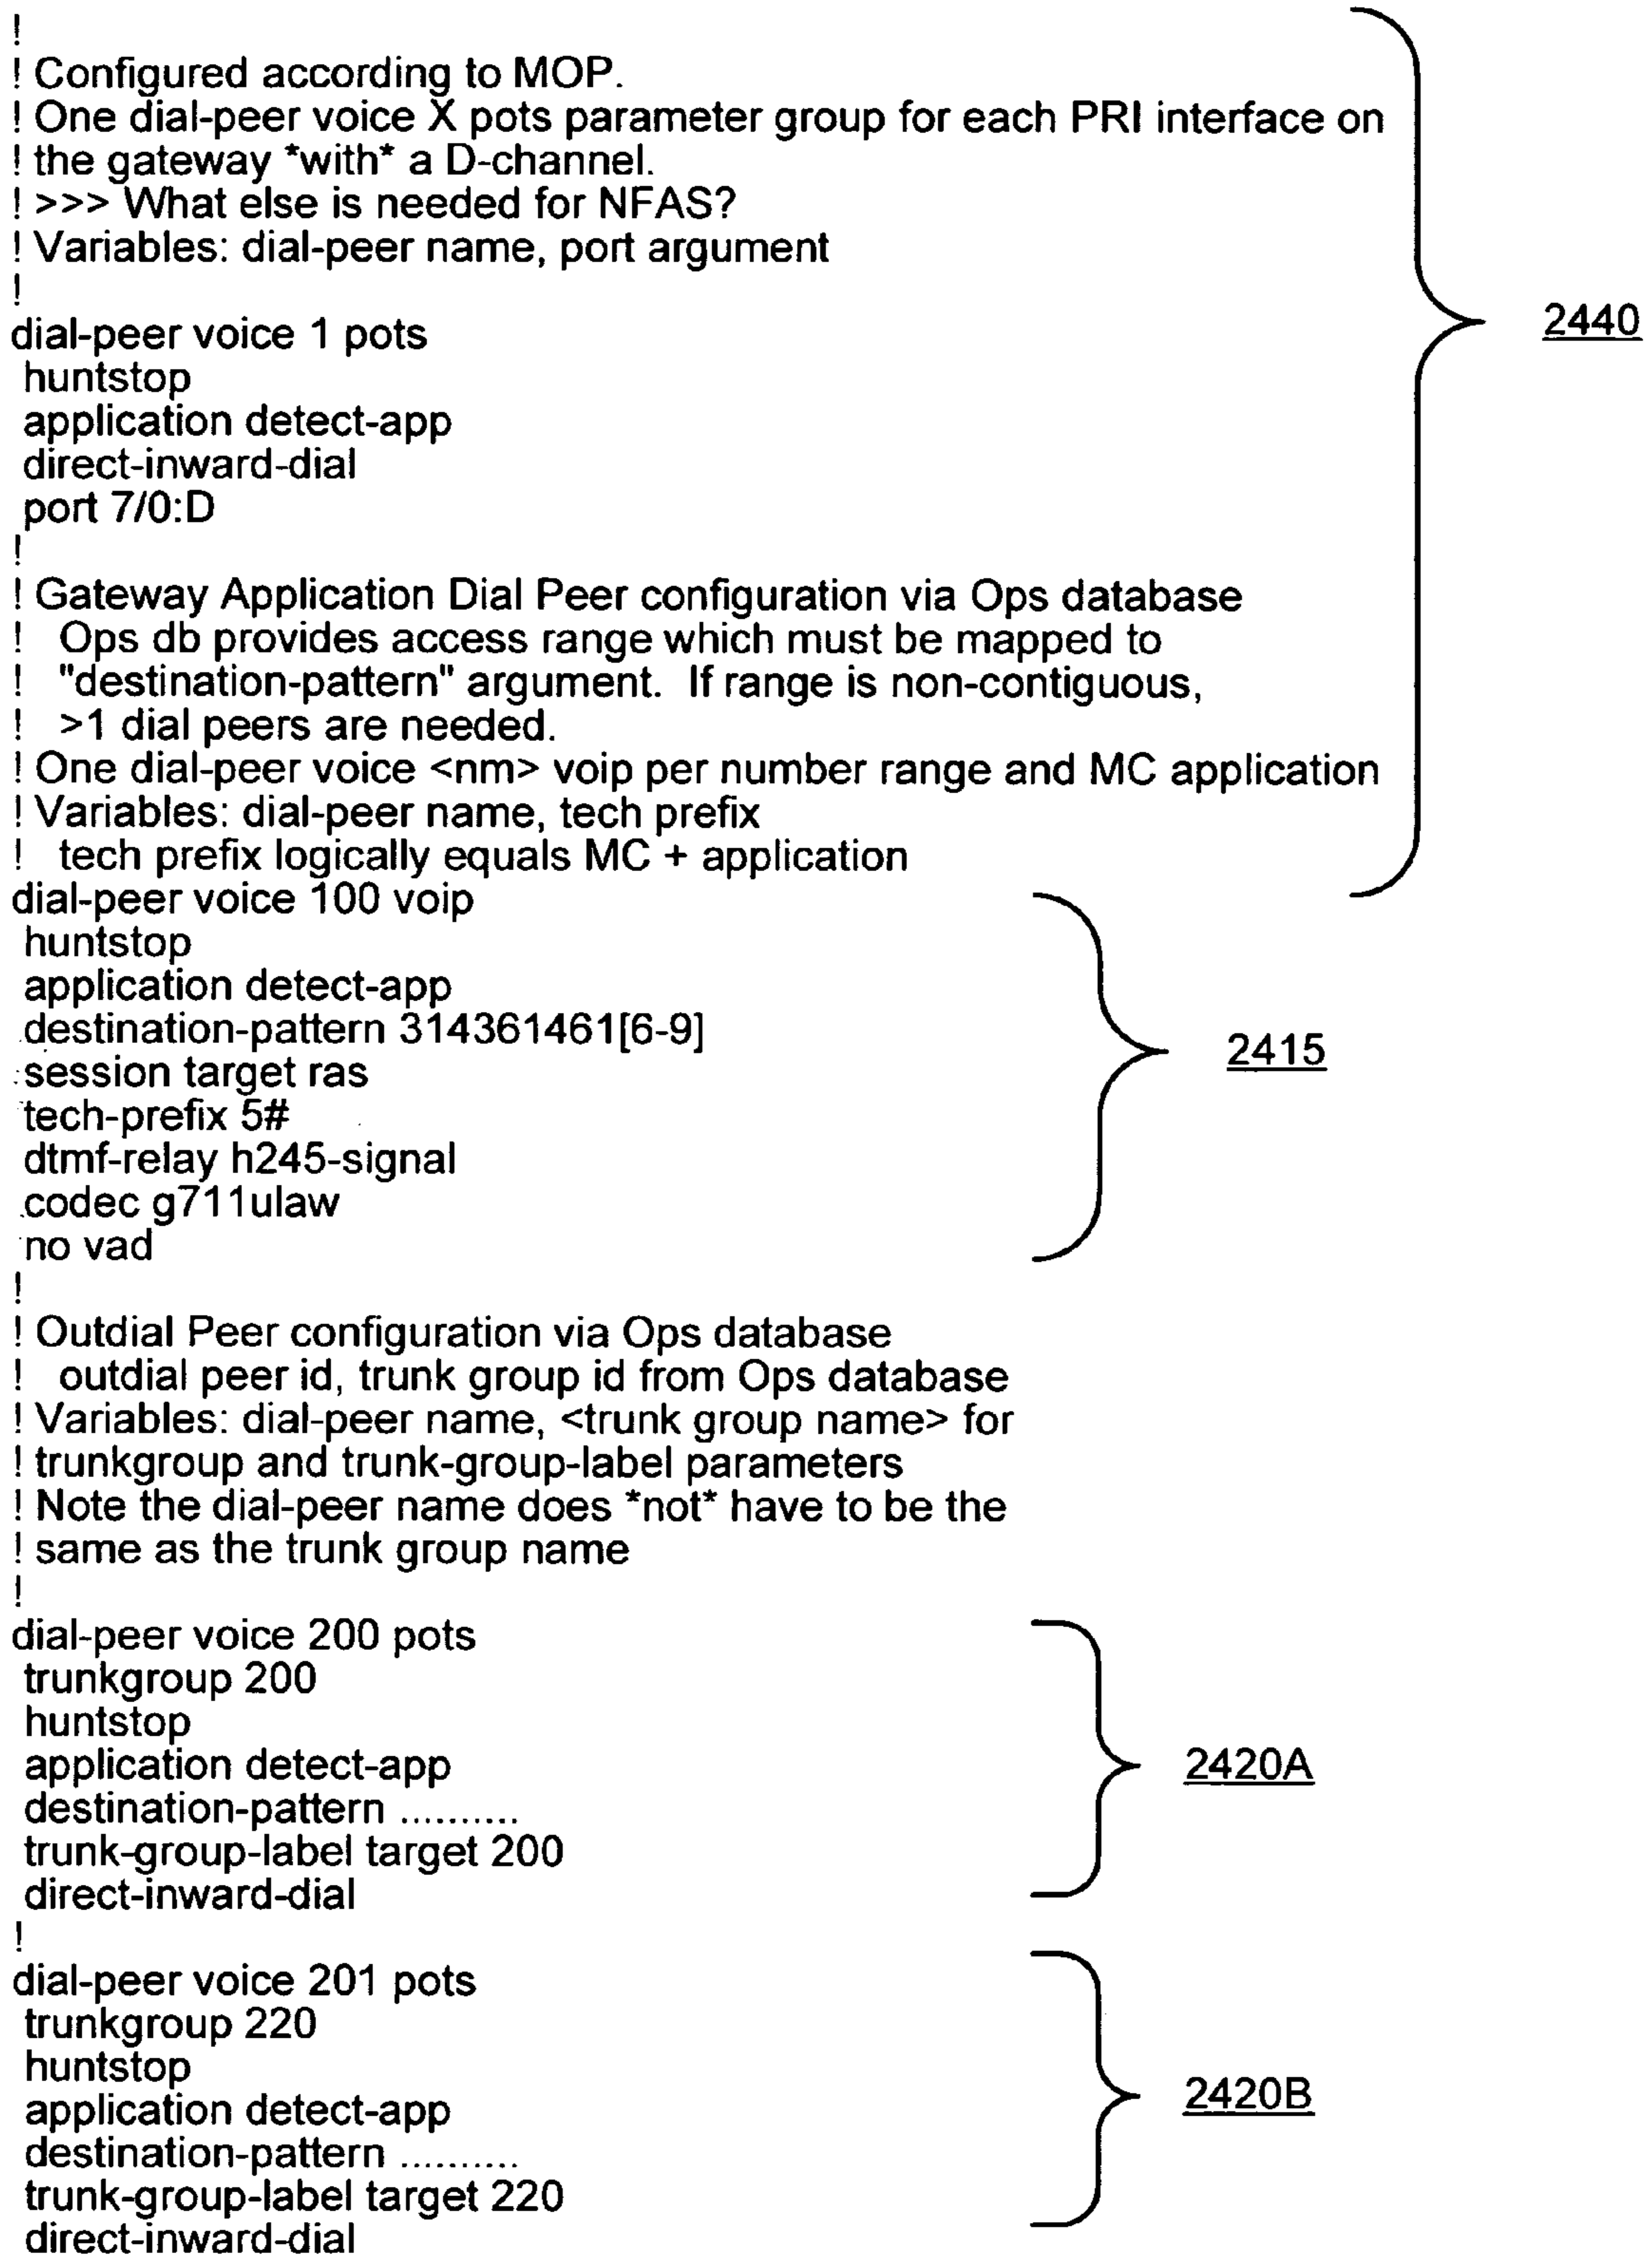 !
! Configured according to MOP.
! One dial-peer voice X pots parameter group for each PRI interface on
! the gateway *with* a D-channel.
! >>> What else is needed for NFAS?
! Variables: dial-peer name, port argument
!
2440
dial-peer voice 1 pots
huntstop
application detect-app
direct-inward-dial
port 7/0:D
!
! Gateway Application Dial Peer configuration via Ops database
! Ops db provides access range which must be mapped to
! "destination-pattern" argument. If range is non-contiguous,
! >1 dial peers are needed.
! One dial-peer voice <nm> voip per number range and MC application
! Variables: dial-peer name, tech prefix
! tech prefix logically equals MC + application
dial-peer voice 100 voip
huntstop
application detect-app
destination-pattern 314361461[6-9]
2415
session target ras
tech-prefix 5#
dtmf-relay h245-signal
codec g711ulaw
no vad
!
! Outdial Peer configuration via Ops database
! outdial peer id, trunk group id from Ops database
! Variables: dial-peer name, <trunk group name> for
! trunkgroup and trunk-group-label parameters
! Note the dial-peer name does *not* have to be the
! same as the trunk group name
!
dial-peer voice 200 pots
trunkgroup 200
huntstop
application detect-app
2420A
destination-pattern ..........
trunk-group-label target 200
direct-inward-dial
!
dial-peer voice 201 pots
trunkgroup 220
huntstop
application detect-app
2420B
destination-pattern ..........
trunk-group-label target 220
direct-inward-dial